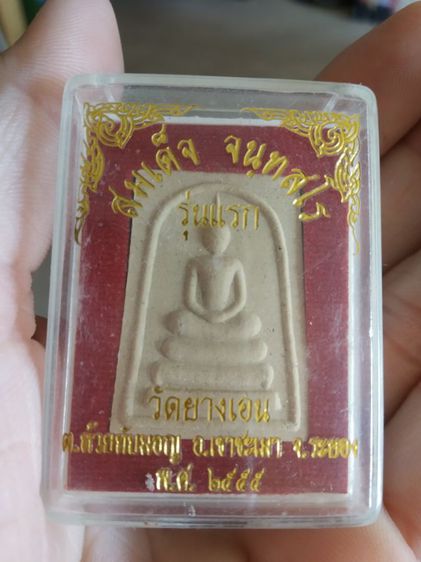 สมเด็จ จนฺทสโร
รุ่นแรก
วัดยางเอน
ต.ห้วยทับมอญ อ.เขาชะเมา จ.ระยอง
พ.ศ. ๒๕๕๕